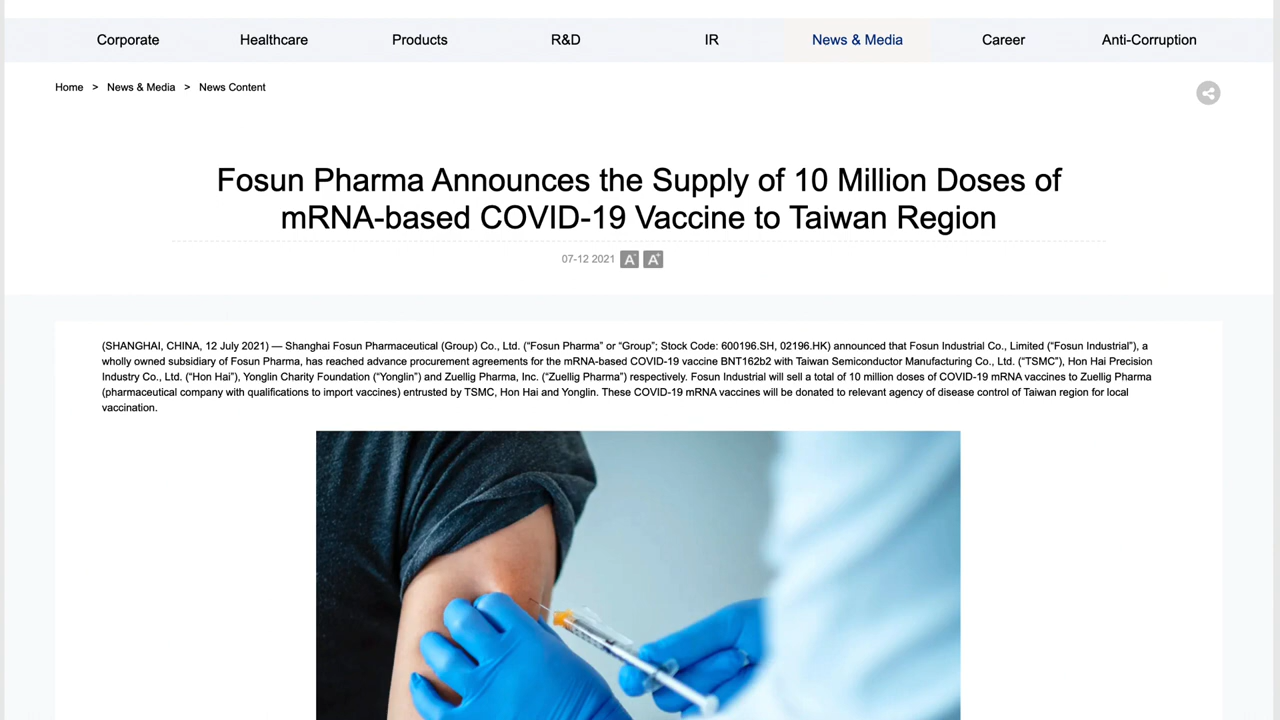 Corporate Healthcare Products R&D IR News & Media Career Anti-Corruption
Home > News & Media > News Content
Fosun Pharma Announces the Supply of 10 Million Doses of
mRNA-based COVID-19 Vaccine to Taiwan Region
07-12 2021 A- A+
(SHANGHAI, CHINA, 12 July 2021) — Shanghai Fosun Pharmaceutical (Group) Co., Ltd. (“Fosun Pharma” or “Group”; Stock Code: 600196.SH, 02196.HK) announced that Fosun Industrial Co., Limited (“Fosun Industrial”), a
wholly owned subsidiary of Fosun Pharma, has reached advance procurement agreements for the mRNA-based COVID-19 vaccine BNT162b2 with Taiwan Semiconductor Manufacturing Co., Ltd. (“TSMC”), Hon Hai Precision
Industry Co., Ltd. (“Hon Hai”), Yonglin Charity Foundation (“Yonglin”) and Zuellig Pharma, Inc. (“Zuellig Pharma”) respectively. Fosun Industrial will sell a total of 10 million doses of COVID-19 mRNA vaccines to Zuellig Pharma
(pharmaceutical company with qualifications to import vaccines) entrusted by TSMC, Hon Hai and Yonglin. These COVID-19 mRNA vaccines will be donated to relevant agency of disease control of Taiwan region for local
vaccination.